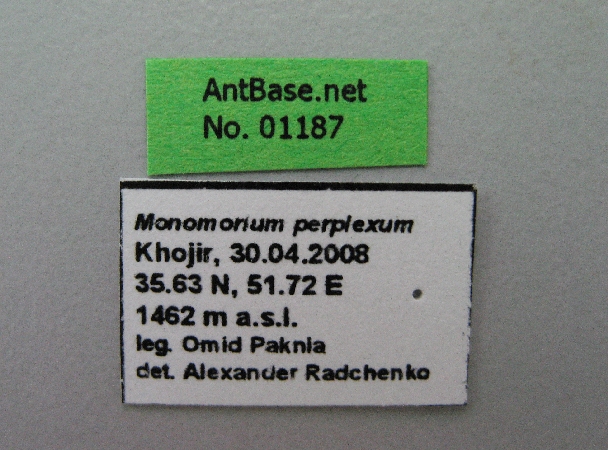 AntBase.net
No. 01187
Monomorium perplexum
Khojir, 30.04.2008
35.63 N, 51.72 E
1462 m a.s.l.
leg. Omid Paknia
det. Alexander Radchenko